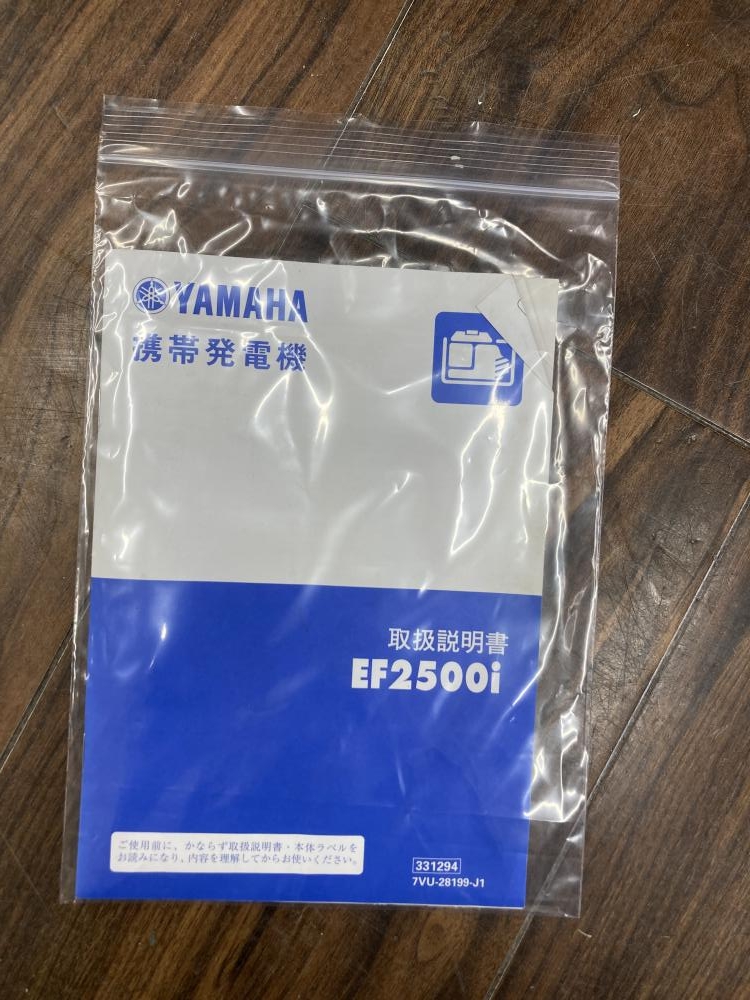 YAMAHA
携帯発電機
取扱説明書
EF2500i
ご使用前に、かならず取扱説明書・本体ラベルを
お読みになり、内容を理解してからお使いください。
331294
7VU-28199-J1